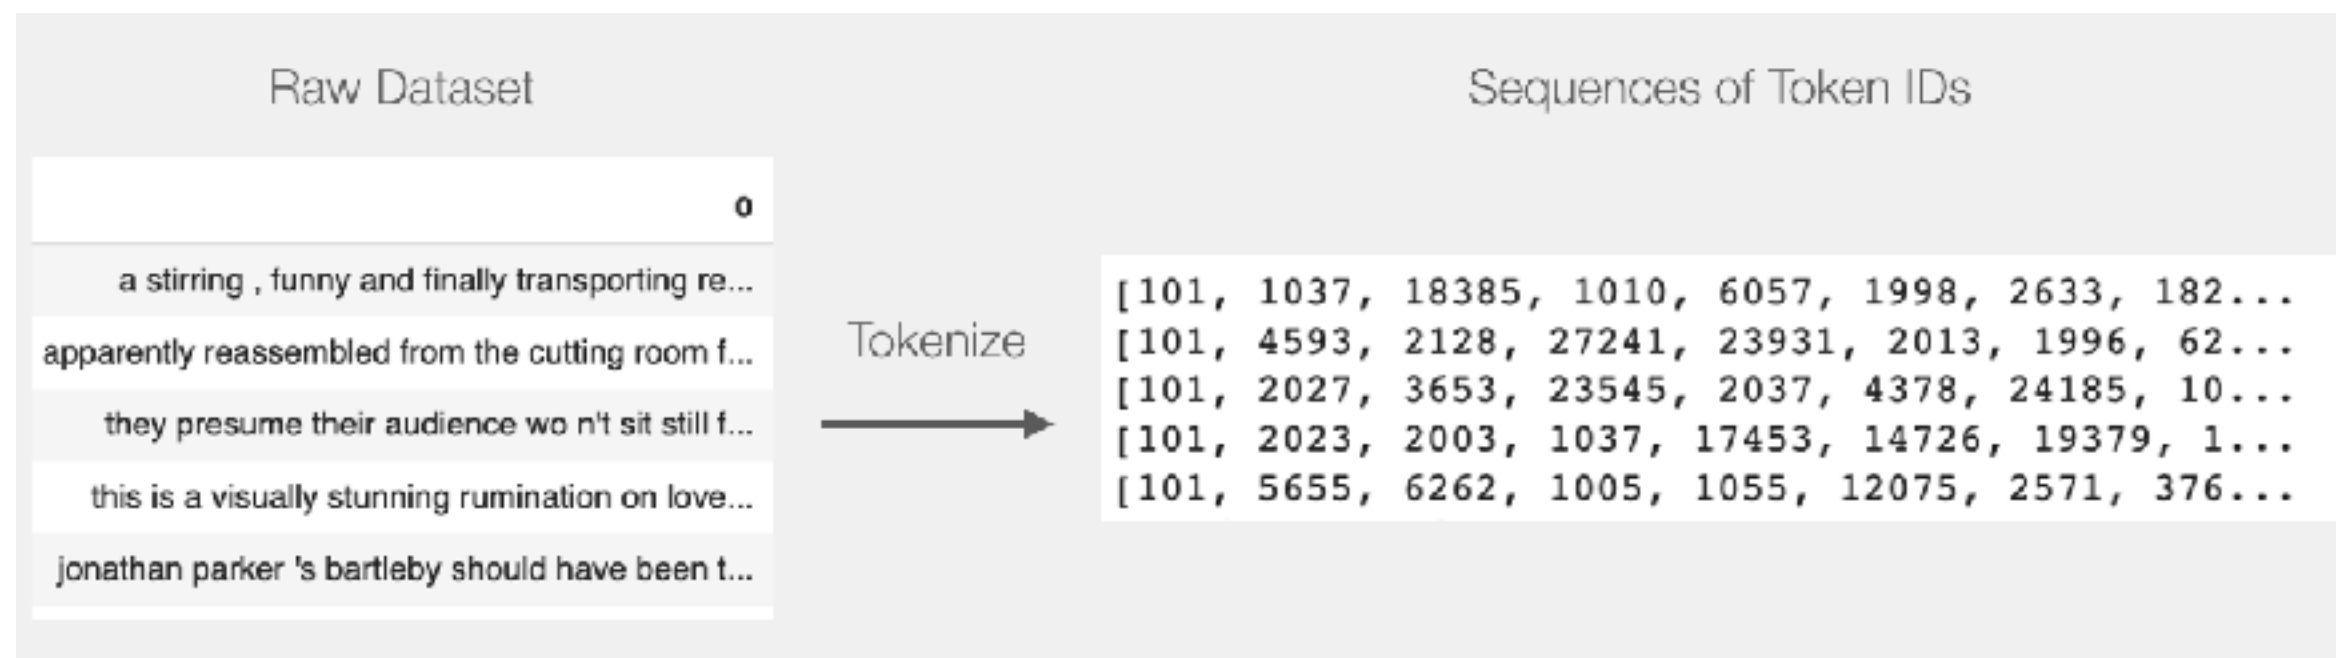 Raw Dataset
0
a stirring , funny and finally transporting re...
apparently reassembled from the cutting room f...
they presume their audience wo n't sit still f...
this is a visually stunning rumination on love...
jonathan parker 's bartleby should have been t...
Tokenize
Sequences of Token IDs
[101, 1037, 18385, 1010, 6057, 1998, 2633, 182...
[101, 4593, 2128, 27241, 23931, 2013, 1996, 62...
[101, 2027, 3653, 23545, 2037, 4378, 24185, 10...
[101, 2023, 2003, 1037, 17453, 14726, 19379, 1...
[101, 5655, 6262, 1005, 1055, 12075, 2571, 376...